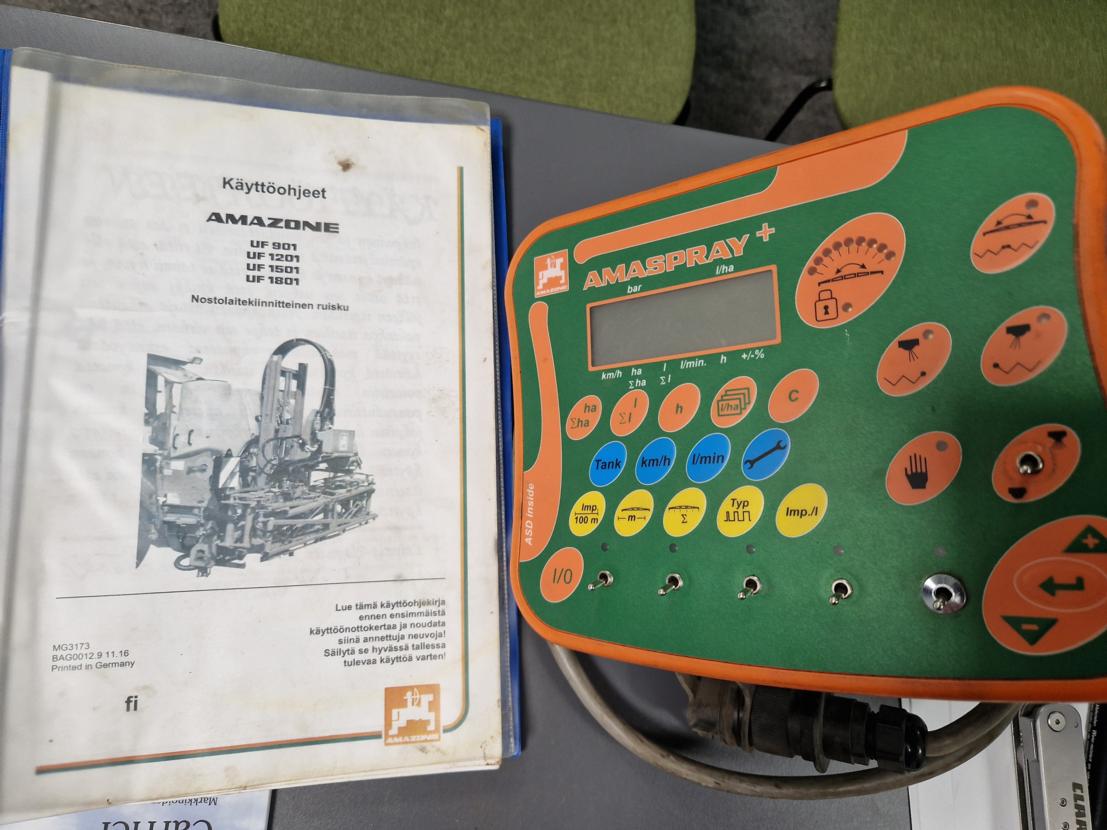 Käyttöohjeet
AMAZONE
UF 901
UF 1201
UF 1501
UF 1801
Nostolaitekiinnitteinen ruisku
Lue tämä käyttöohjekirja
ennen ensimmäistä
käyttöönottokertaa ja noudata
siinä annettuja neuvoja!
Säilytä se hyvässä tallessa
tulevaa käyttöä varten!
MG3173
BAG0012.9 11.16
Printed in Germany
fi
AMAZONE
AMAZONE
AMASPRAY+
bar
l/ha
km/h ha l l/min. h +/-%
Σha Σl
ha
Σha
l
Σl
h
l/ha
C
Tank
km/h
l/min
Imp.
100 m
m
Σ
Typ
Imp./l
ASD inside
I/0
+
-
Markkinoiden
Carrier